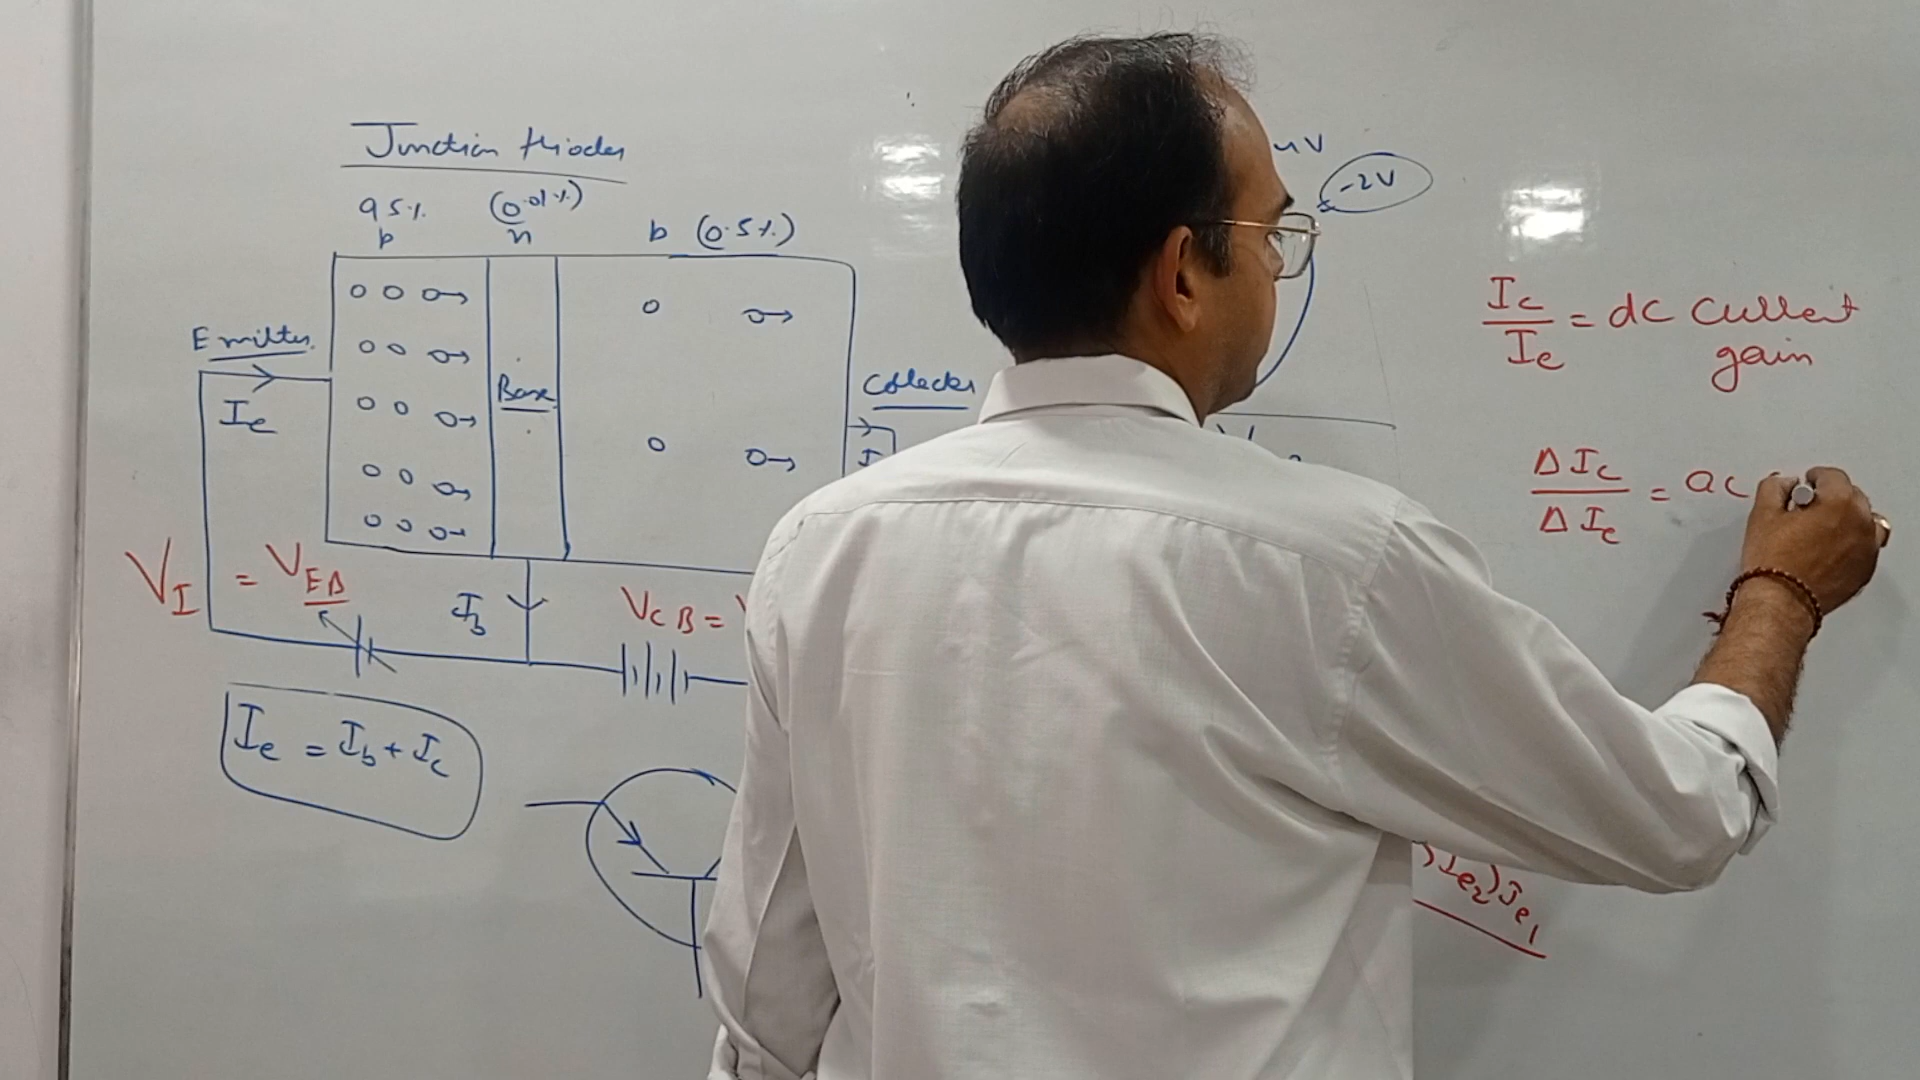 Junction triodes
95%. (0.01%)
p n p (0.5%)
Emitter
Base
Collector
Ie
I
VI = VEB
Ib
VCB =
Ie = Ib + Ic
-2V
Ic/Ie = dc Current
gain
ΔIc/ΔIe = ac
Ie2) Ie1